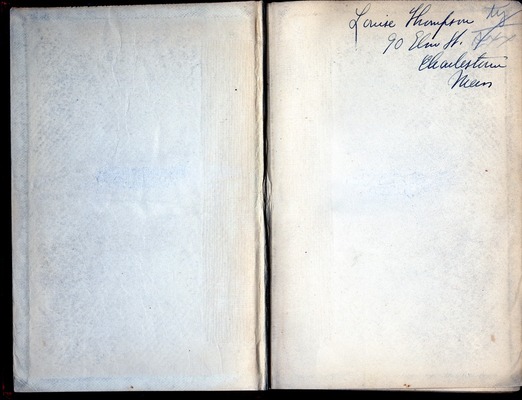 Louise Thompson
90 Elm St.
Charlestown
Mass